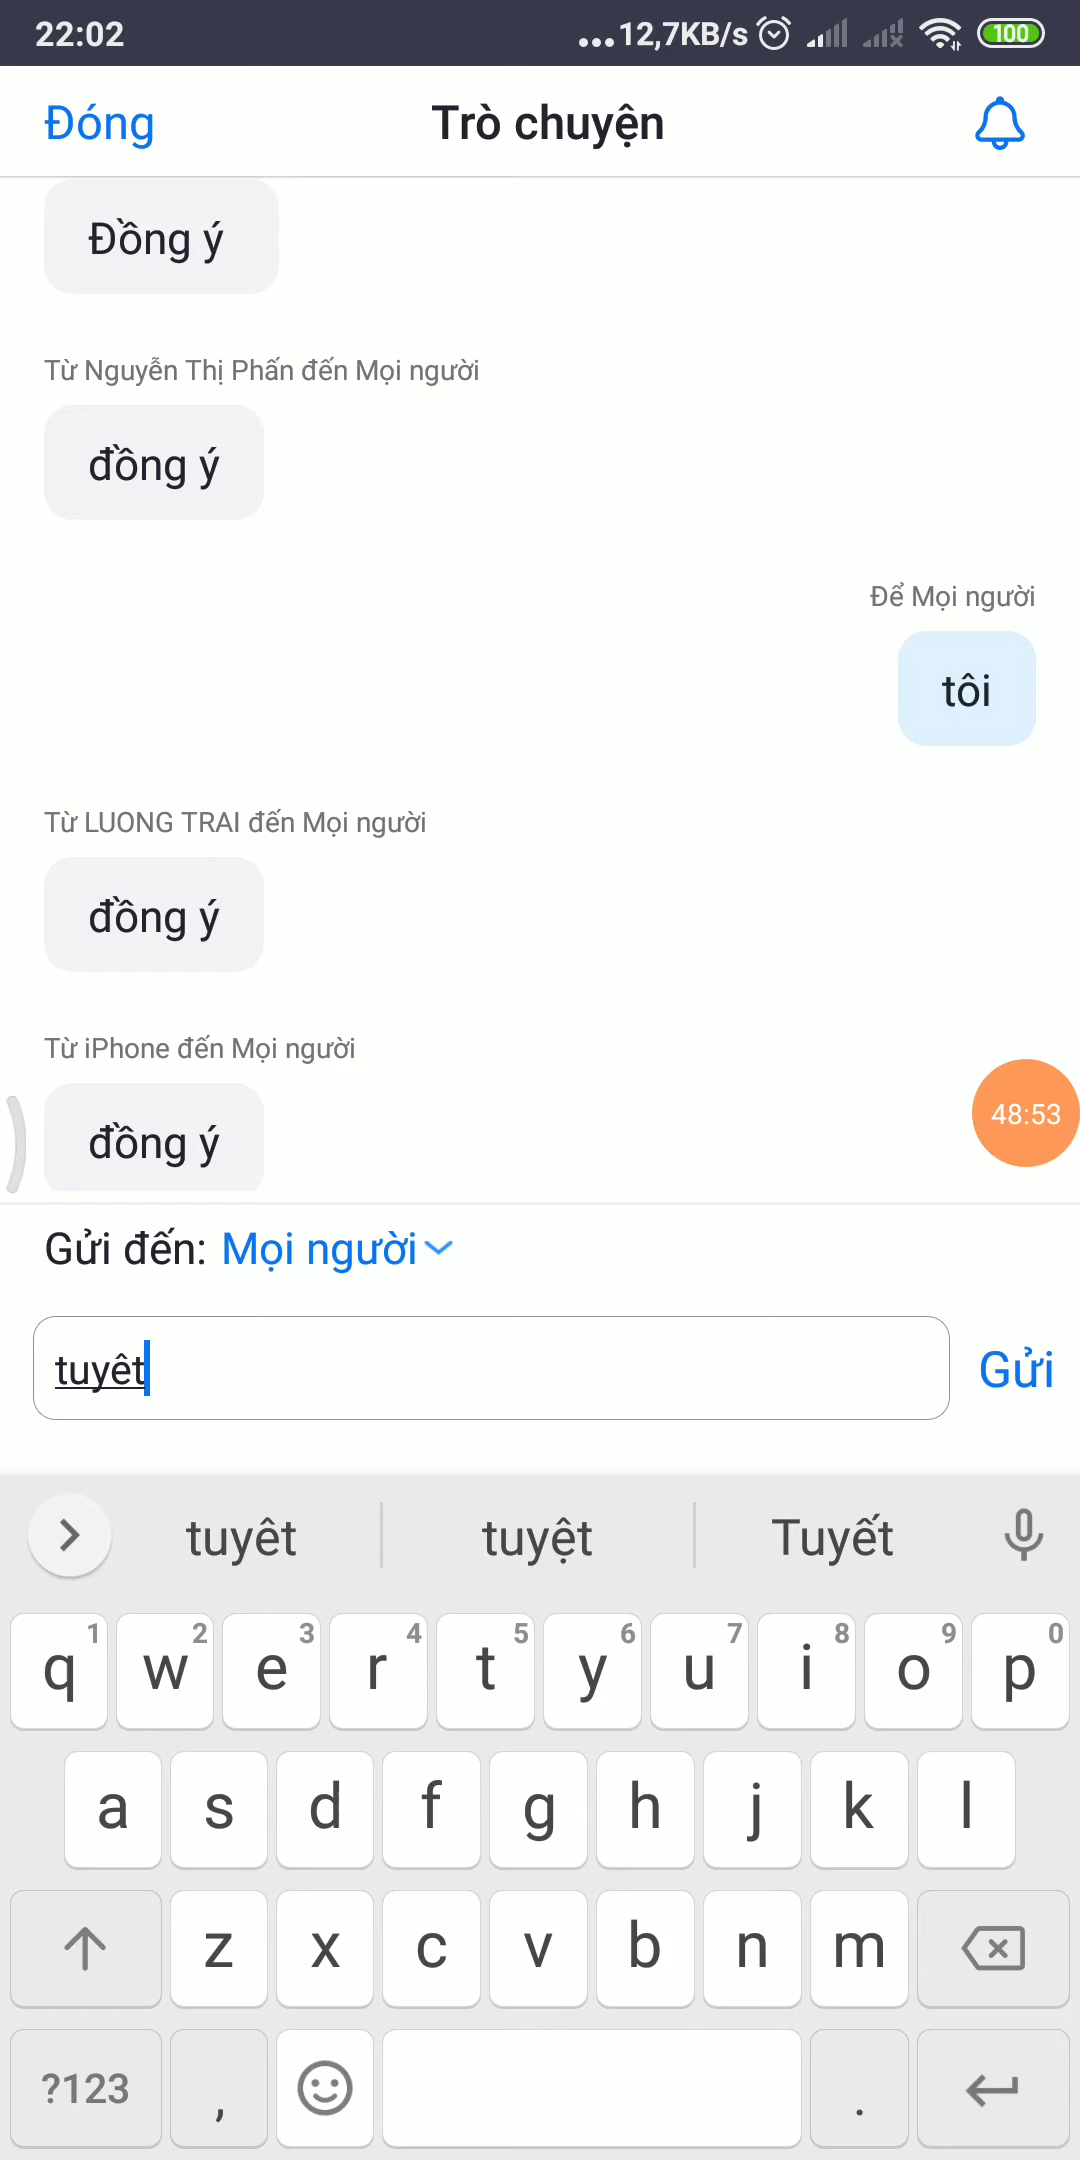 22:02 ...12,7KB/s 100
Đóng Trò chuyện
Đồng ý
Từ Nguyễn Thị Phấn đến Mọi người
đồng ý
Để Mọi người
tôi
Từ LUONG TRAI đến Mọi người
đồng ý
Từ iPhone đến Mọi người
đồng ý
48:53
Gửi đến: Mọi người
tuyêt Gửi
tuyêt tuyệt Tuyết
1 2 3 4 5 6 7 8 9 0
q w e r t y u i o p
a s d f g h j k l
z x c v b n m
?123 , .